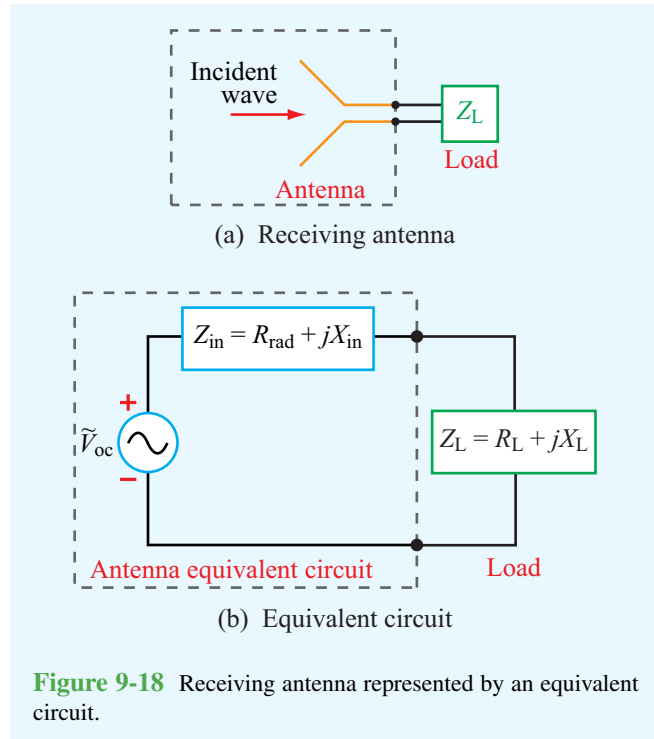 Incident
wave
Z_L
Load
Antenna
(a) Receiving antenna
Z_in = R_rad + jX_in
+
Ṽ_oc
−
Z_L = R_L + jX_L
Antenna equivalent circuit
Load
(b) Equivalent circuit
Figure 9-18 Receiving antenna represented by an equivalent
circuit.